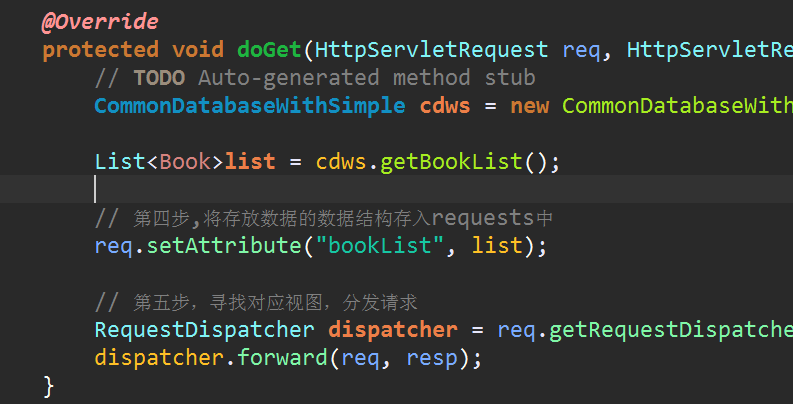 @Override
protected void doGet(HttpServletRequest req, HttpServletRe
// TODO Auto-generated method stub
CommonDatabaseWithSimple cdws = new CommonDatabaseWith
List<Book>list = cdws.getBookList();
// 第四步,将存放数据的数据结构存入requests中
req.setAttribute("bookList", list);
// 第五步，寻找对应视图，分发请求
RequestDispatcher dispatcher = req.getRequestDispatche
dispatcher.forward(req, resp);
}